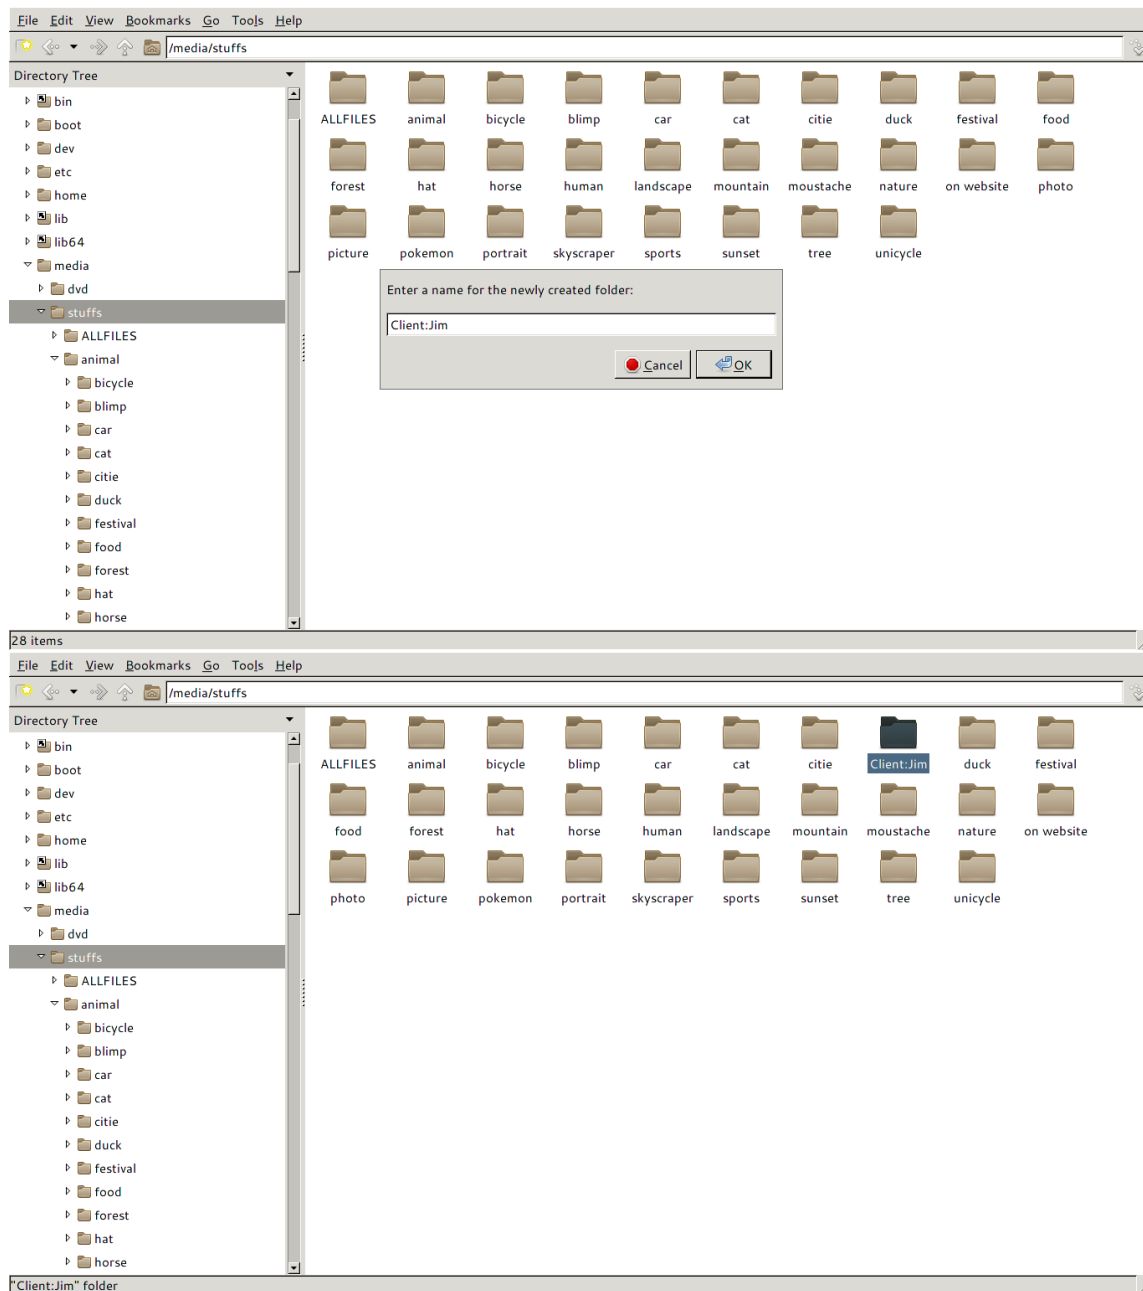 File Edit View Bookmarks Go Tools Help
/media/stuffs
Directory Tree
bin
boot
dev
etc
home
lib
lib64
media
dvd
stuffs
ALLFILES
animal
bicycle
blimp
car
cat
citie
duck
festival
food
forest
hat
horse
ALLFILES animal bicycle blimp car cat citie duck festival food
forest hat horse human landscape mountain moustache nature on website photo
picture pokemon portrait skyscraper sports sunset tree unicycle
Enter a name for the newly created folder:
Client:Jim
Cancel OK
28 items
File Edit View Bookmarks Go Tools Help
/media/stuffs
Directory Tree
bin
boot
dev
etc
home
lib
lib64
media
dvd
stuffs
ALLFILES
animal
bicycle
blimp
car
cat
citie
duck
festival
food
forest
hat
horse
ALLFILES animal bicycle blimp car cat citie Client:Jim duck festival
food forest hat horse human landscape mountain moustache nature on website
photo picture pokemon portrait skyscraper sports sunset tree unicycle
"Client:Jim" folder